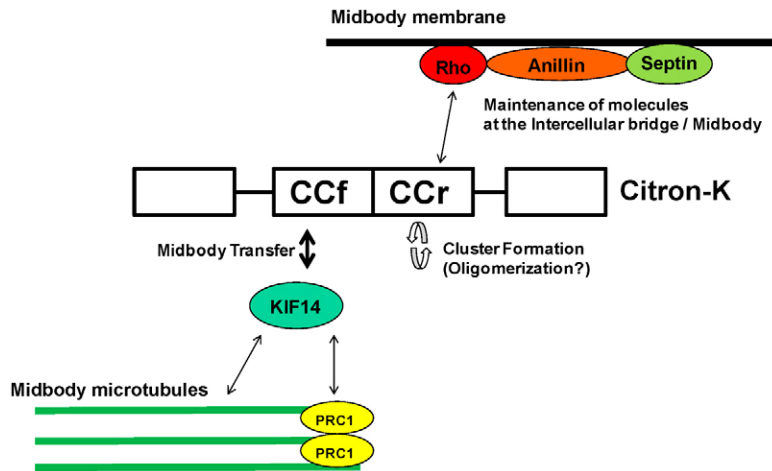 Midbody membrane
Rho
Anillin
Septin
Maintenance of molecules
at the Intercellular bridge / Midbody
CCf
CCr
Citron-K
Midbody Transfer
Cluster Formation
(Oligomerization?)
KIF14
Midbody microtubules
PRC1
PRC1